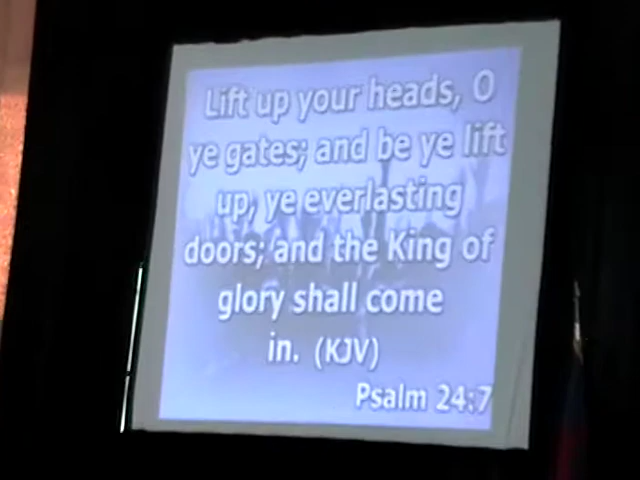 Lift up your heads, O
ye gates; and be ye lift
up, ye everlasting
doors; and the King of
glory shall come
in. (KJV)
Psalm 24:7